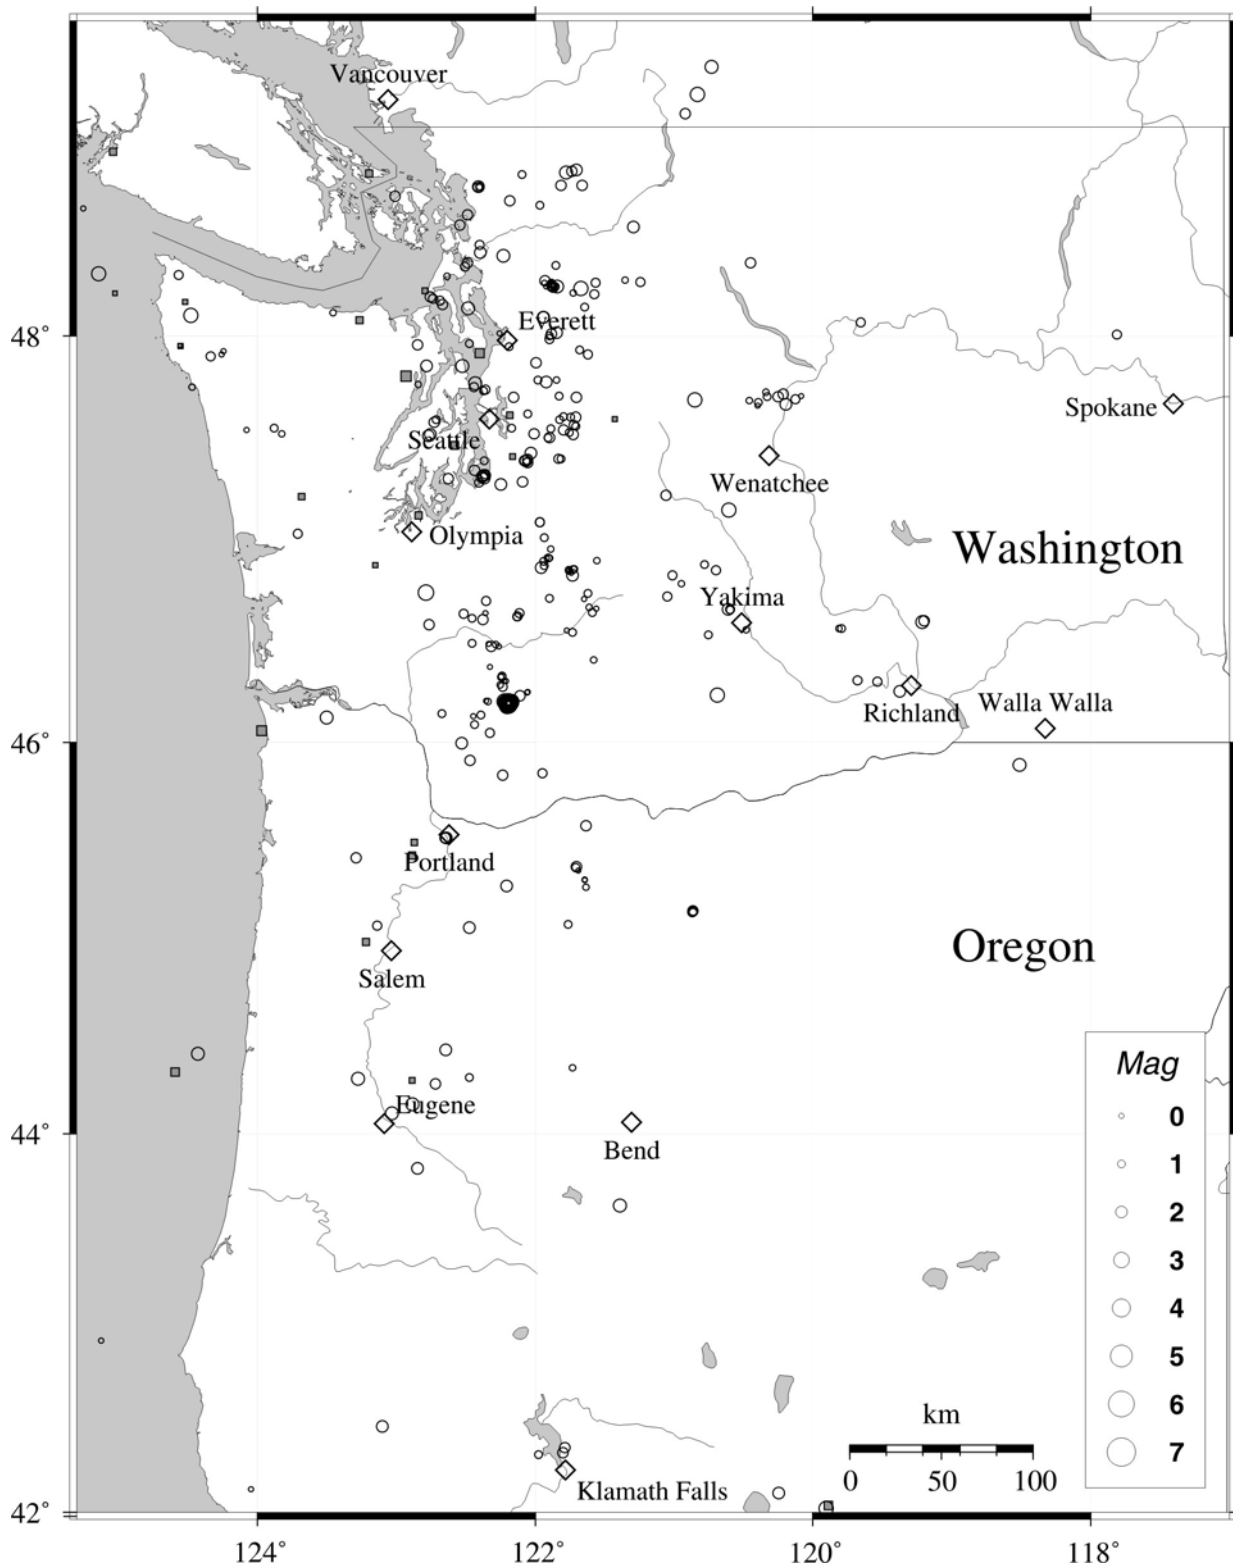 Vancouver
48°
Everett
Seattle
Spokane
Wenatchee
Olympia
Washington
Yakima
Richland
Walla Walla
46°
Portland
Salem
Oregon
Mag
0
1
2
3
4
5
6
7
Eugene
44°
Bend
km
0 50 100
Klamath Falls
42°
124° 122° 120° 118°